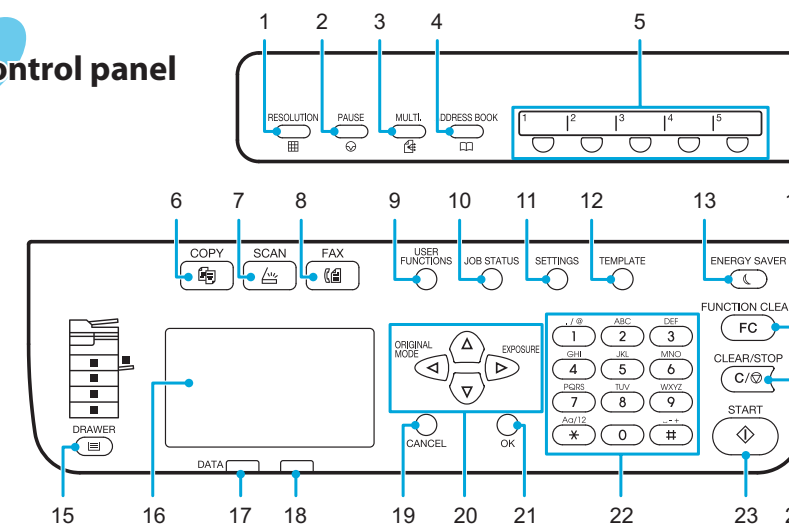 ontrol panel
1 2 3 4 5
RESOLUTION PAUSE MULTI. DDRESS BOOK
1 2 3 4 5
6 7 8 9 10 11 12 13 1
COPY SCAN FAX
USER FUNCTIONS
JOB STATUS SETTINGS TEMPLATE ENERGY SAVER
FUNCTION CLEA
FC
CLEAR/STOP
C/
START
ORIGINAL MODE
EXPOSURE
. / @ ABC DEF
1 2 3
GHI JKL MNO
4 5 6
PQRS TUV WXYZ
7 8 9
Aa/12 _-+
* 0 #
DRAWER
CANCEL OK
DATA
15 16 17 18 19 20 21 22 23 2